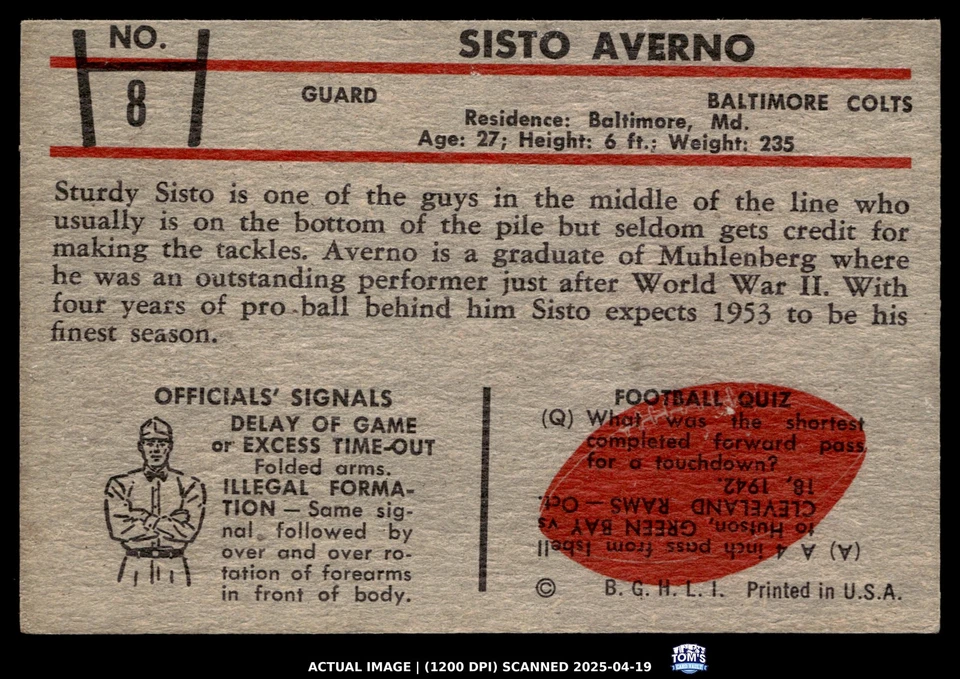 NO.
8
SISTO AVERNO
GUARD
BALTIMORE COLTS
Residence: Baltimore, Md.
Age: 27; Height: 6 ft.; Weight: 235
Sturdy Sisto is one of the guys in the middle of the line who
usually is on the bottom of the pile but seldom gets credit for
making the tackles. Averno is a graduate of Muhlenberg where
he was an outstanding performer just after World War II. With
four years of pro ball behind him Sisto expects 1953 to be his
finest season.
OFFICIALS' SIGNALS
DELAY OF GAME
or EXCESS TIME-OUT
Folded arms.
ILLEGAL FORMA-
TION — Same sig-
nal followed by
over and over ro-
tation of forearms
in front of body.
FOOTBALL QUIZ
(Q) What was the shortest
completed forward pass
for a touchdown?
(A) A 4 inch pass from Isbell
to Hutson, GREEN BAY vs
CLEVELAND RAMS — Oct.
18, 1942.
© B. G. H. L. I. Printed in U.S.A.
ACTUAL IMAGE | (1200 DPI) SCANNED 2025-04-19
TOM'S
CARD VAULT